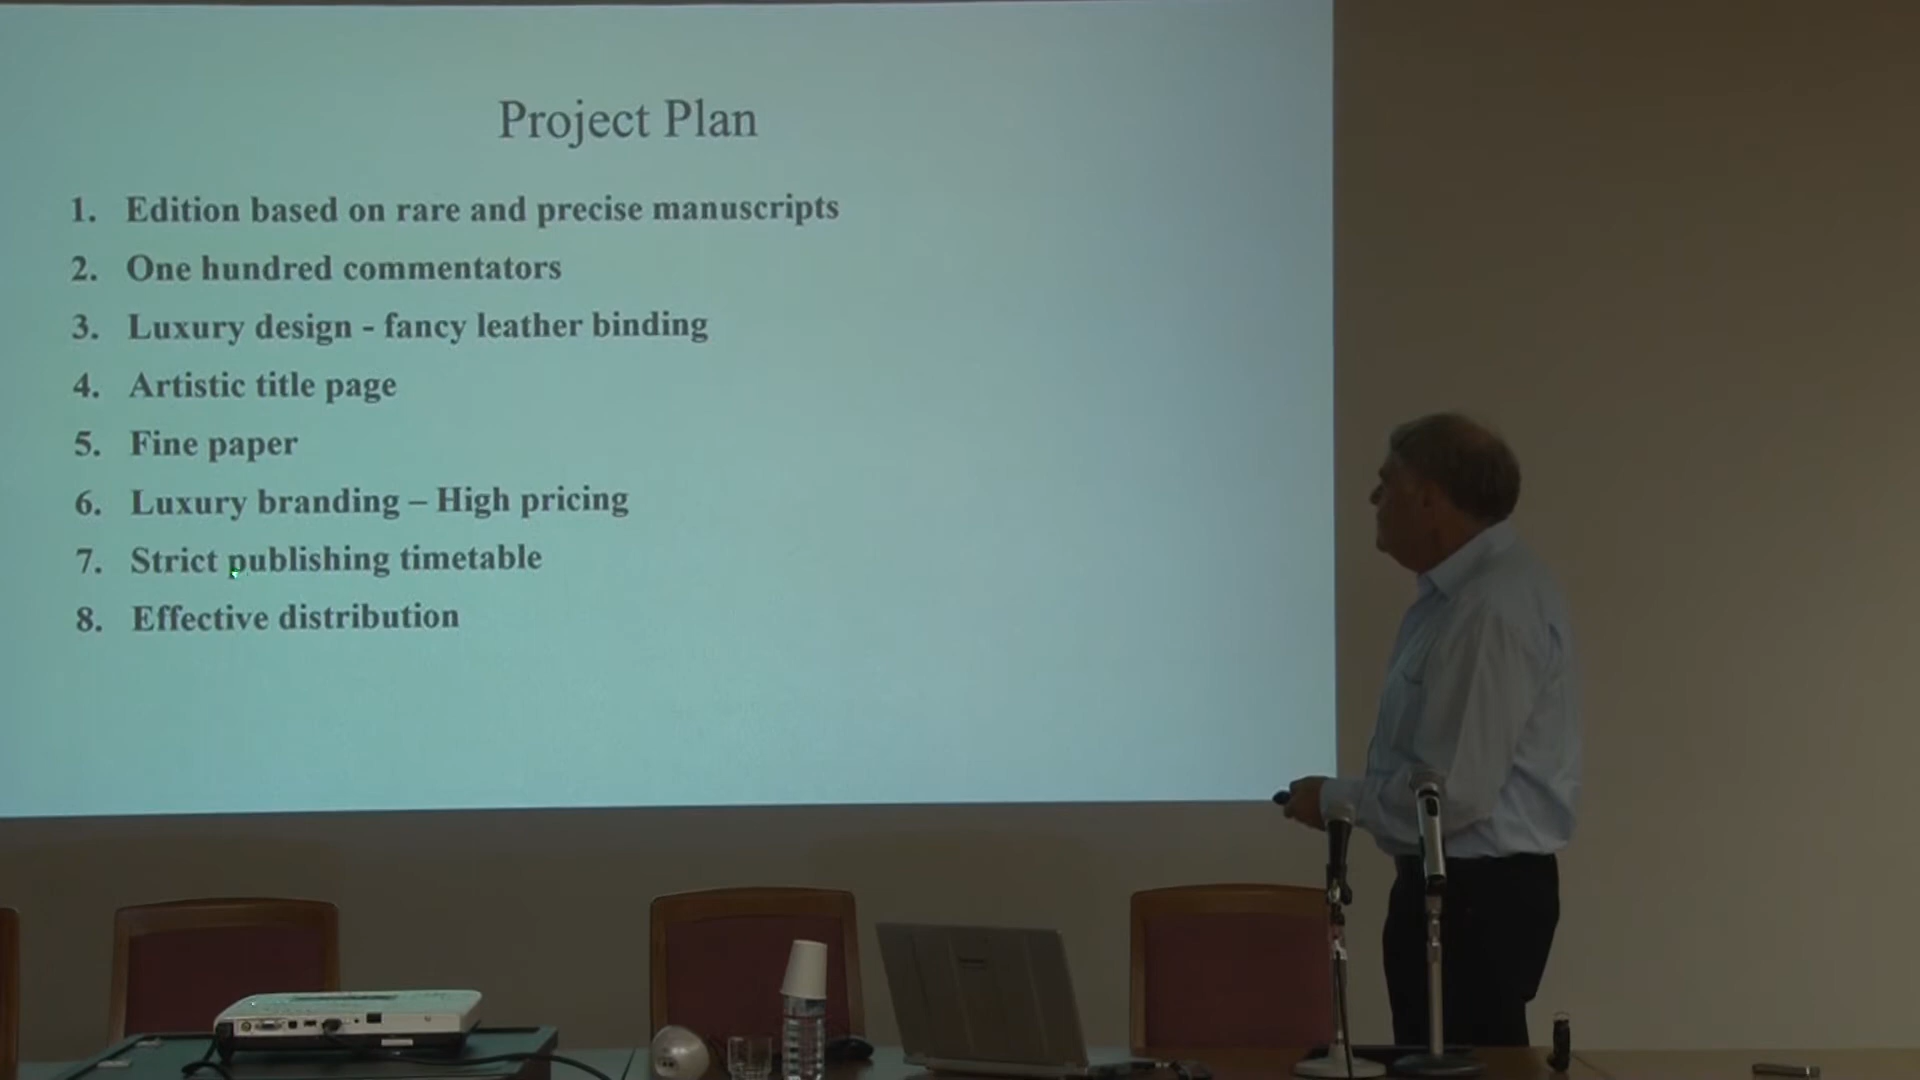 Project Plan
1. Edition based on rare and precise manuscripts
2. One hundred commentators
3. Luxury design - fancy leather binding
4. Artistic title page
5. Fine paper
6. Luxury branding – High pricing
7. Strict publishing timetable
8. Effective distribution